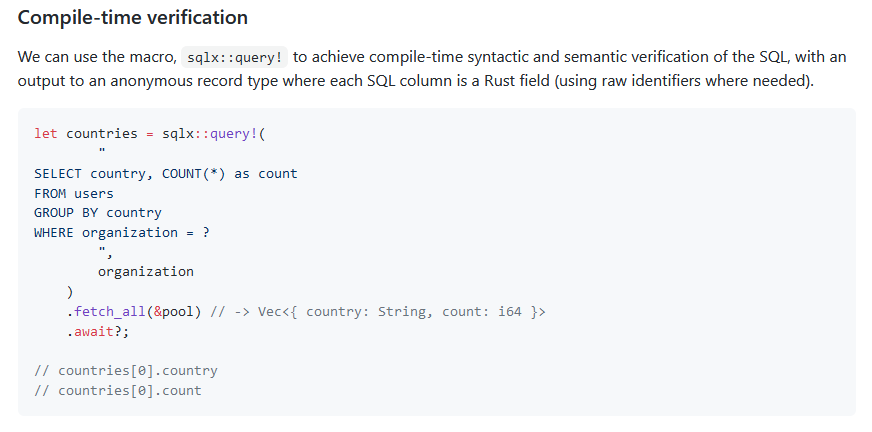 Compile-time verification
We can use the macro, sqlx::query! to achieve compile-time syntactic and semantic verification of the SQL, with an
output to an anonymous record type where each SQL column is a Rust field (using raw identifiers where needed).
let countries = sqlx::query!(
        "
SELECT country, COUNT(*) as count
FROM users
GROUP BY country
WHERE organization = ?
        ",
        organization
    )
    .fetch_all(&pool) // -> Vec<{ country: String, count: i64 }>
    .await?;
// countries[0].country
// countries[0].count